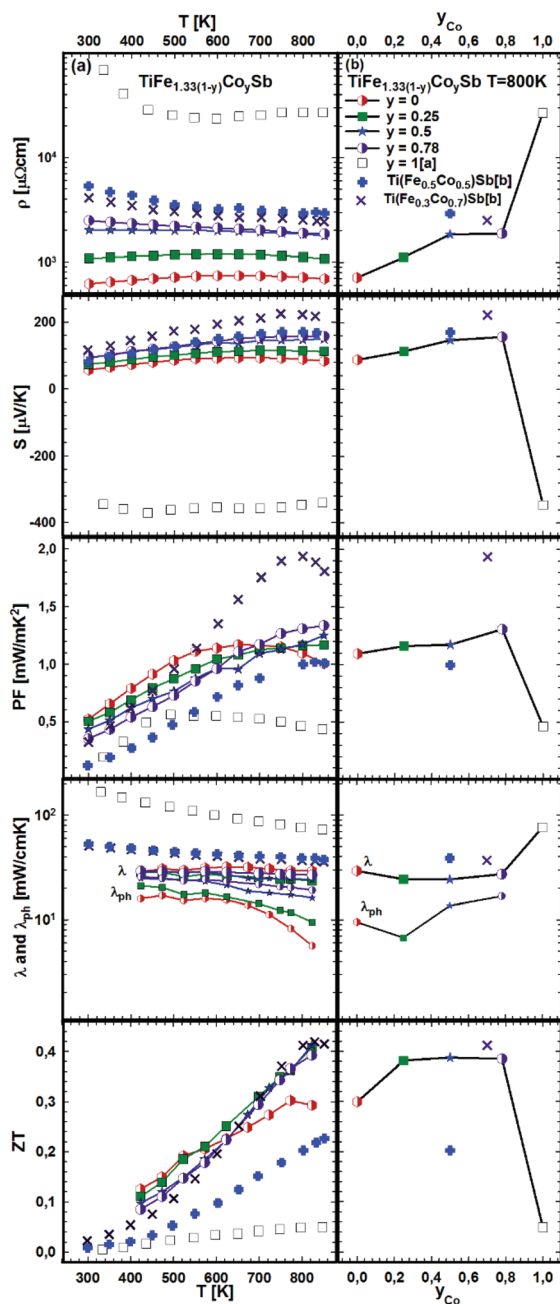 T [K]
y_Co
300 400 500 600 700 800
0,0 0,2 0,4 0,6 0,8 1,0
(a) TiFe1.33(1-y)CoySb
(b) TiFe1.33(1-y)CoySb T=800K
y = 0
y = 0.25
y = 0.5
y = 0.78
y = 1[a]
Ti(Fe0.5Co0.5)Sb[b]
Ti(Fe0.3Co0.7)Sb[b]
ρ [μΩcm]
10^4
10^3
S [μV/K]
200
0
-200
-400
PF [mW/mK²]
2,0
1,5
1,0
0,5
λ and λph [mW/cmK]
10^2
10^1
λ
λph
λ
λph
ZT
0,4
0,3
0,2
0,1
0,0
300 400 500 600 700 800
0,0 0,2 0,4 0,6 0,8 1,0
T [K]
y_Co